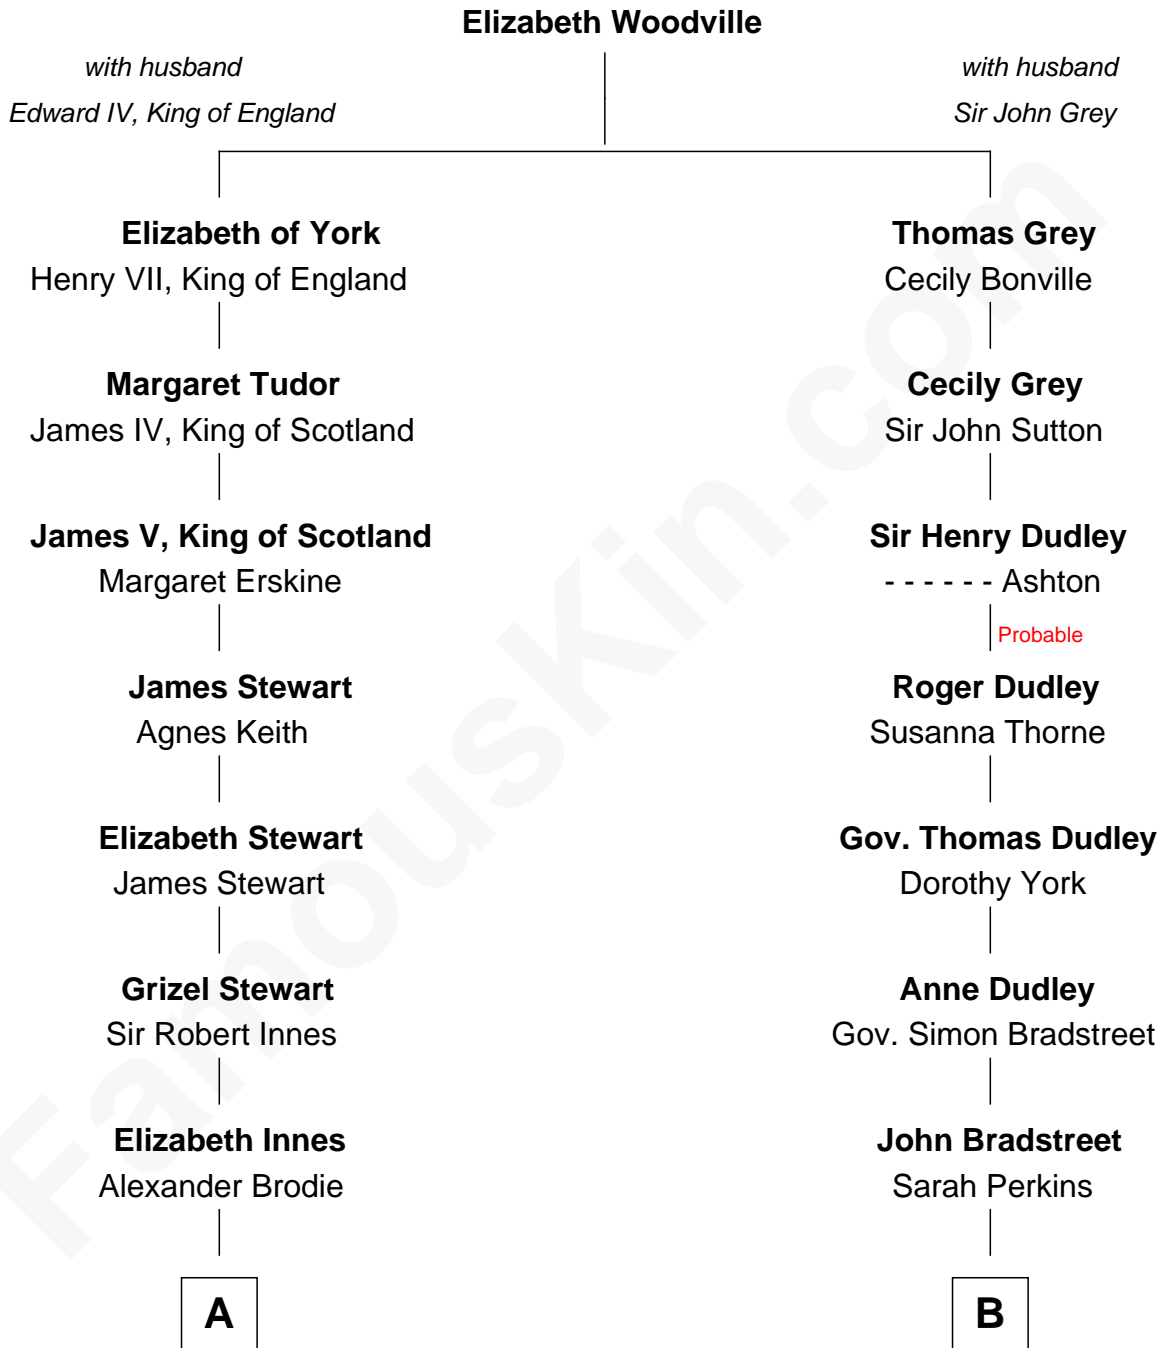 Elizabeth Woodville
with husband
Edward IV, King of England
with husband
Sir John Grey
Elizabeth of York
Henry VII, King of England
Thomas Grey
Cecily Bonville
Margaret Tudor
James IV, King of Scotland
Cecily Grey
Sir John Sutton
James V, King of Scotland
Margaret Erskine
Sir Henry Dudley
- - - - - - Ashton
Probable
James Stewart
Agnes Keith
Roger Dudley
Susanna Thorne
Elizabeth Stewart
James Stewart
Gov. Thomas Dudley
Dorothy York
Grizel Stewart
Sir Robert Innes
Anne Dudley
Gov. Simon Bradstreet
Elizabeth Innes
Alexander Brodie
John Bradstreet
Sarah Perkins
A
B
FamousKin.com